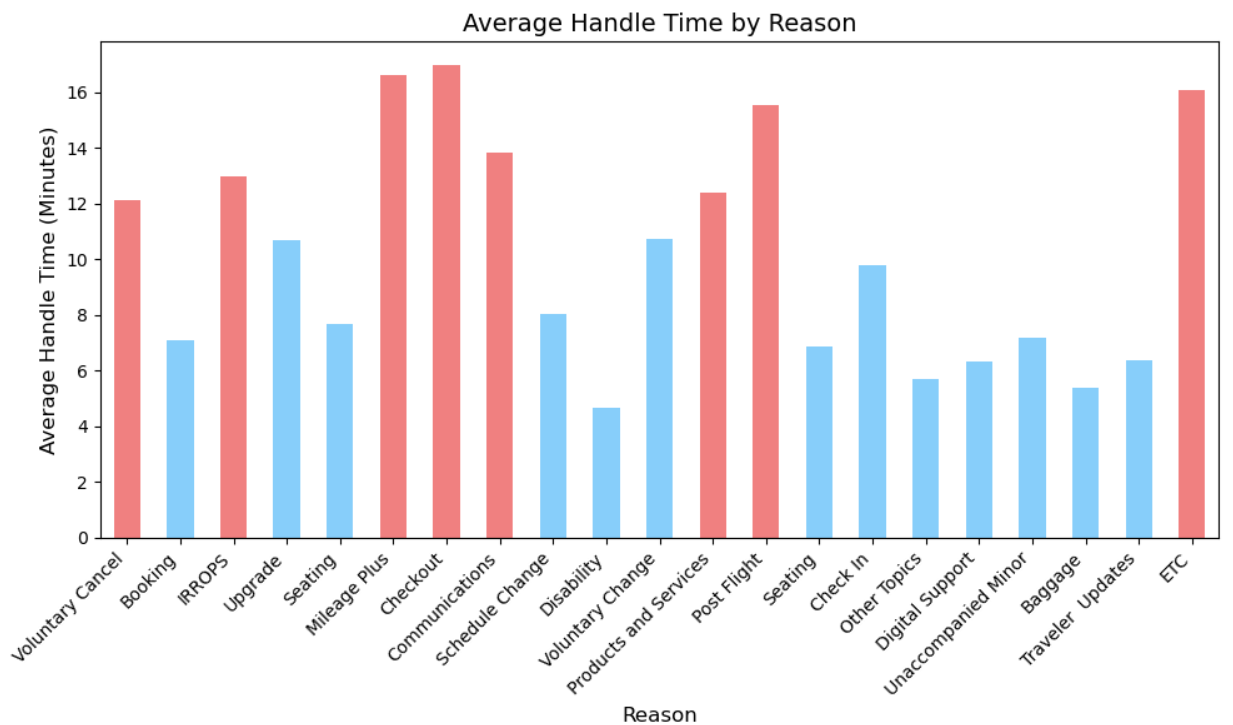 Average Handle Time by Reason
Average Handle Time (Minutes)
16
14
12
10
8
6
4
2
0
Voluntary Cancel
Booking
IRROPS
Upgrade
Seating
Mileage Plus
Checkout
Communications
Schedule Change
Disability
Voluntary Change
Products and Services
Post Flight
Seating
Check In
Other Topics
Digital Support
Unaccompanied Minor
Baggage
Traveler  Updates
ETC
Reason